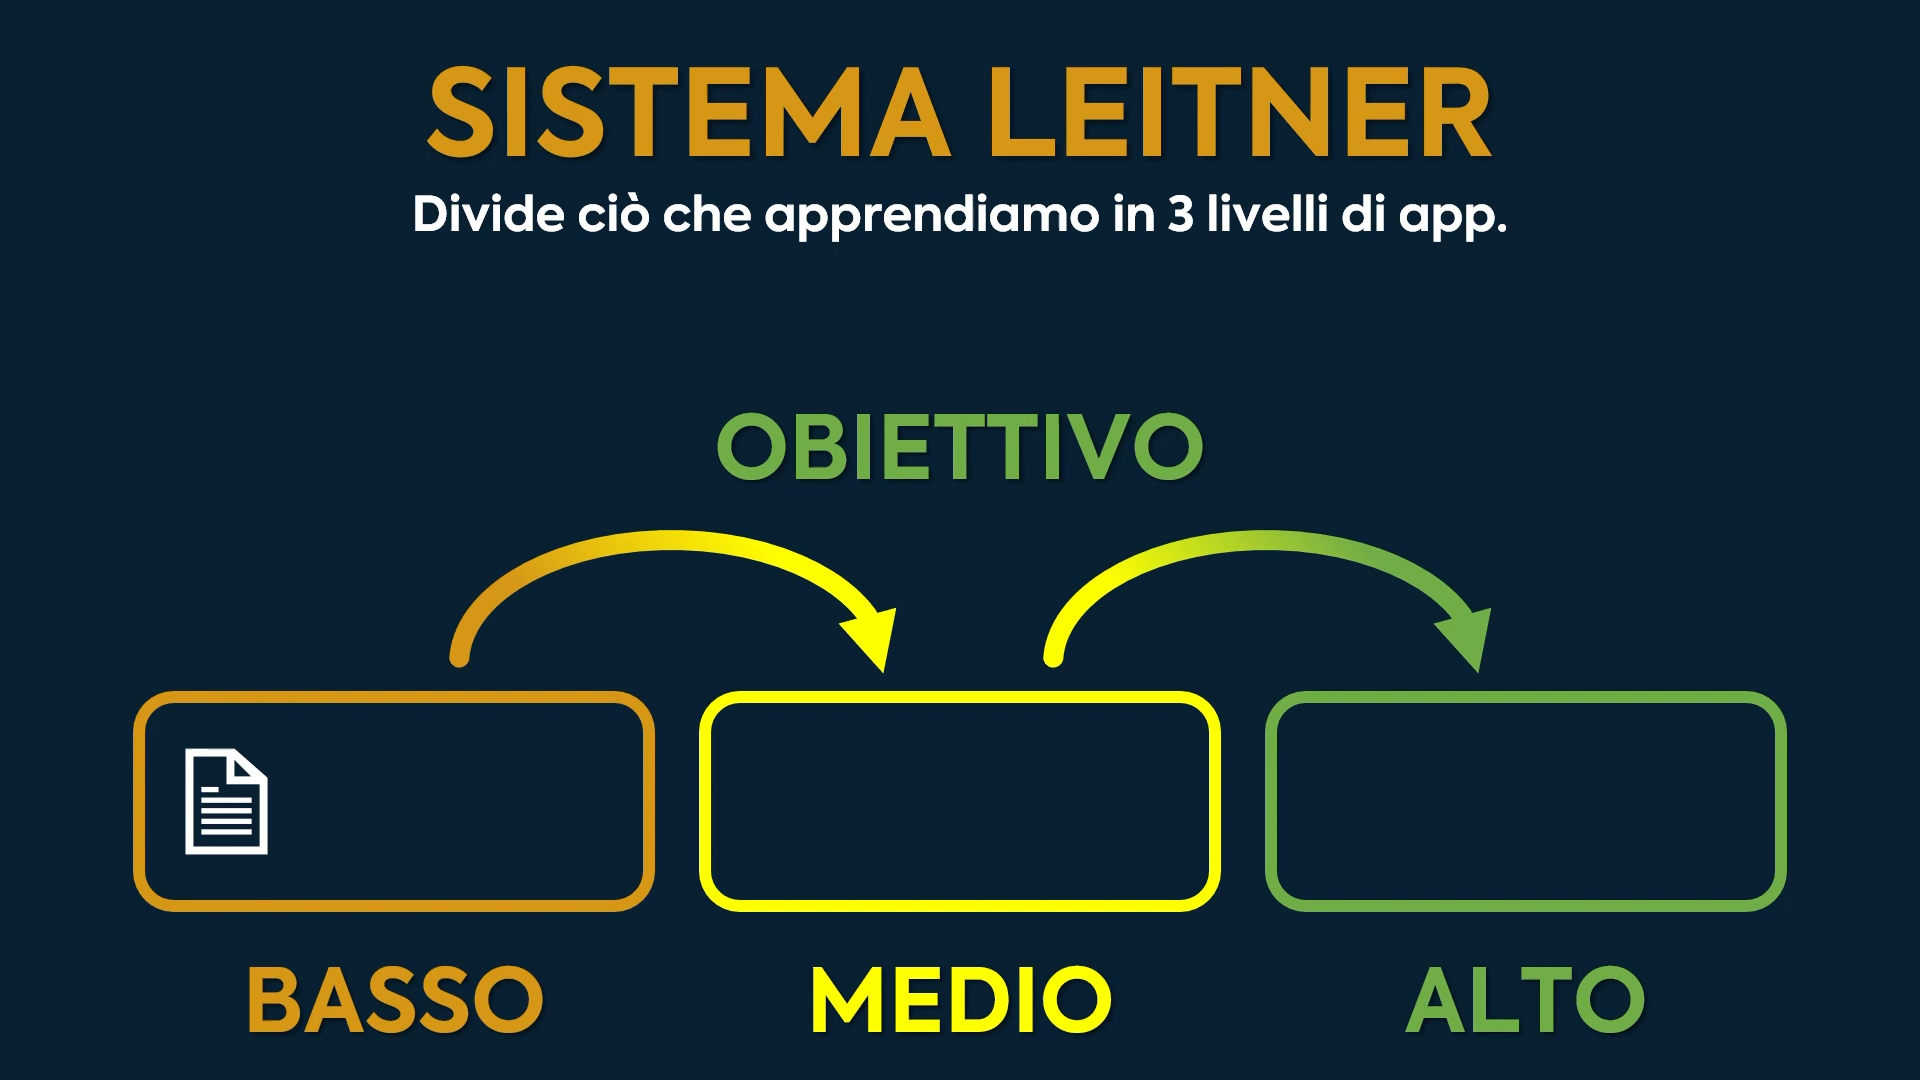 SISTEMA LEITNER
Divide ciò che apprendiamo in 3 livelli di app.
OBIETTIVO
BASSO
MEDIO
ALTO